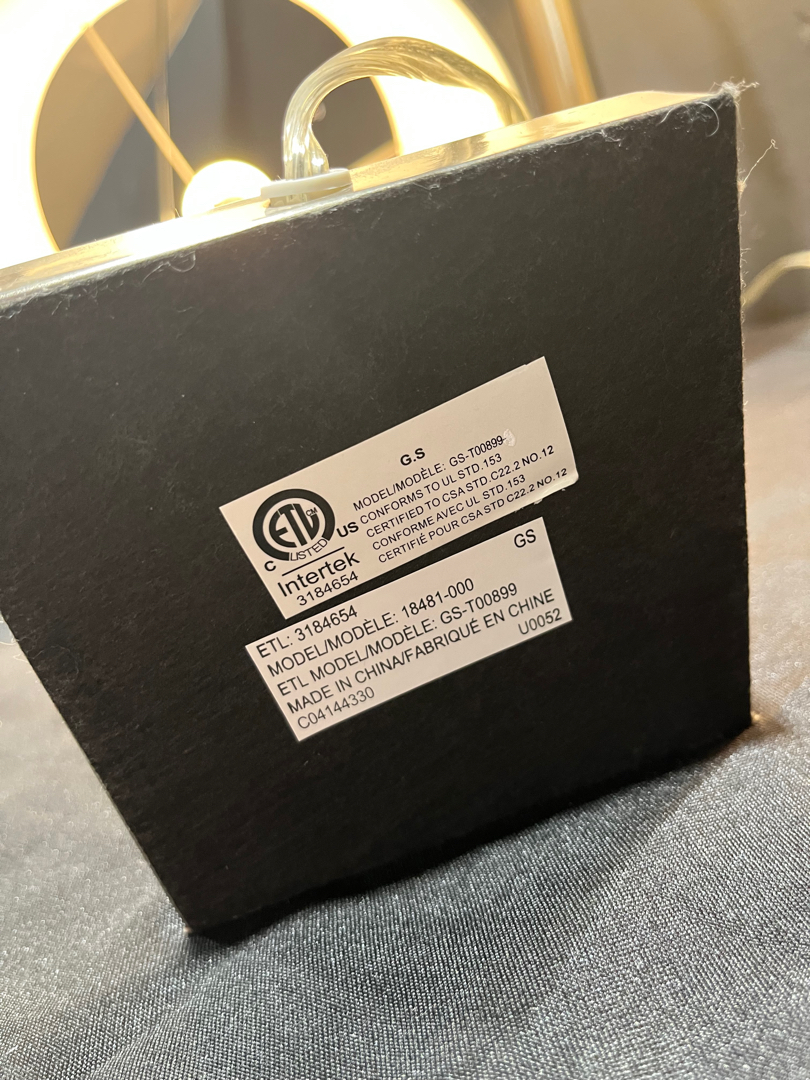 G.S
MODEL/MODÈLE: GS-T00899
CONFORMS TO UL STD.153
CERTIFIED TO CSA STD.C22.2 NO.12
CONFORME AVEC UL STD.153
CERTIFIÉ POUR CSA STD C22.2 NO.12
ETL CM
C LISTED US
Intertek
3184654
GS
ETL: 3184654
MODEL/MODÈLE: 18481-000
ETL MODEL/MODÈLE: GS-T00899
MADE IN CHINA/FABRIQUÉ EN CHINE
C04144330 U0052